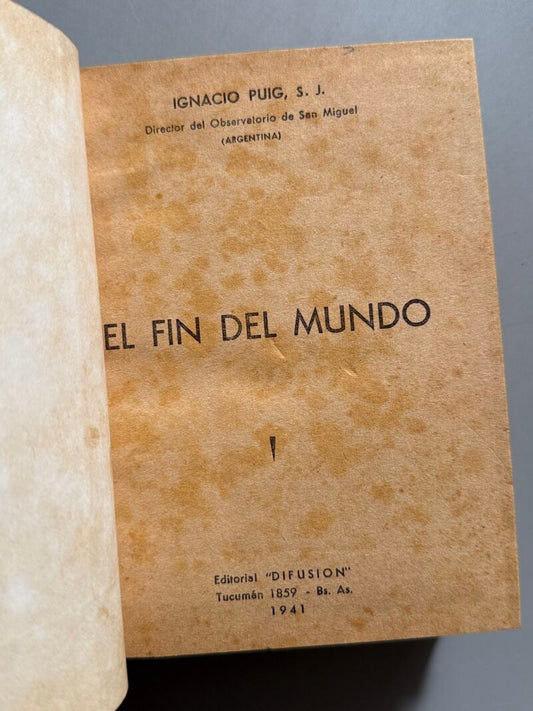 IGNACIO PUIG, S. J.
Director del Observatorio de San Miguel
(ARGENTINA)
EL FIN DEL MUNDO
Editorial "DIFUSION"
Tucumán 1859 - Bs. As.
1941